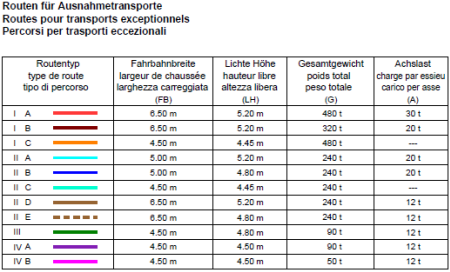 Routen für Ausnahmetransporte
Routes pour transports exceptionnels
Percorsi per trasporti eccezionali
Routentyp Fahrbahnbreite Lichte Höhe Gesamtgewicht Achslast
type de route largeur de chaussée hauteur libre poids total charge par essieu
tipo di percorso larghezza carreggiata altezza libera peso totale carico per asse
(FB) (LH) (G) (A)
I A 6.50 m 5.20 m 480 t 30 t
I B 6.50 m 5.20 m 320 t 20 t
I C 4.50 m 4.45 m 480 t ---
II A 5.00 m 5.20 m 240 t 20 t
II B 5.00 m 4.80 m 240 t 20 t
II C 4.50 m 4.45 m 240 t ---
II D 6.50 m 5.20 m 240 t 12 t
II E 6.50 m 4.80 m 240 t 12 t
III 4.50 m 4.80 m 90 t 12 t
IV A 4.50 m 4.50 m 90 t 12 t
IV B 4.50 m 4.50 m 50 t 12 t